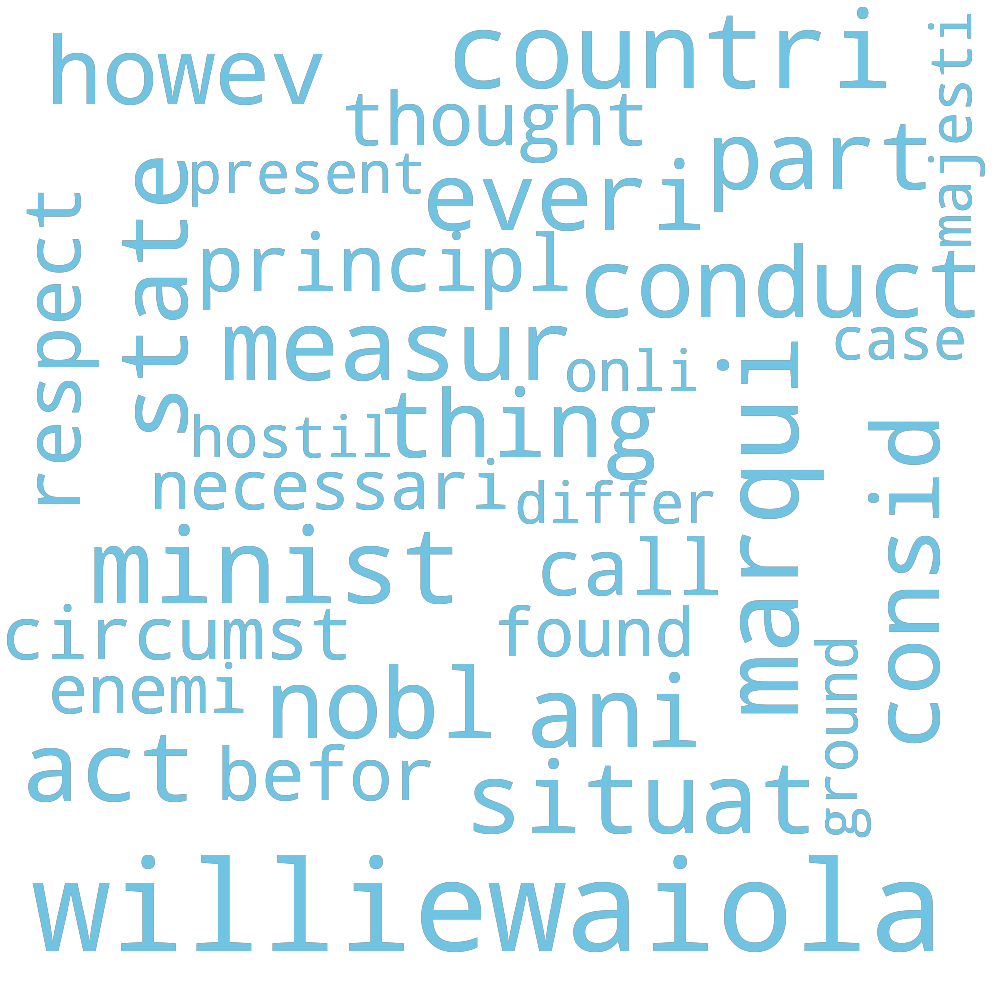 howev
countri
majesti
thought
part
present
everi
respect
state
principl
conduct
measur
case
onli
thing
hostil
marqui
consid
necessari
differ
minist
call
circumst
found
enemi
nobl
ani
ground
act
befor
situat
williewaiola